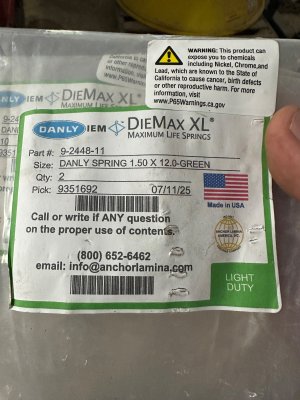 WARNING: This product can
expose you to chemicals
including Nickel, Chrome, and
Lead, which are known to the State of
California to cause cancer, birth defects
or other reproductive harm. For more
information, visit
www.P65Warnings.ca.gov
DANLY IEM DIEMAX XL®
MAXIMUM LIFE SPRINGS
Part #: 9-2448-11
Size: DANLY SPRING 1.50 X 12.0-GREEN
Qty: 2
Pick: 9351692 07/11/25
Made in USA
Call or write if ANY question
on the proper use of contents.
ANCHOR LAMINA
AMERICA, INC.
(800) 652-6462
email: info@anchorlamina.com
LIGHT
DUTY